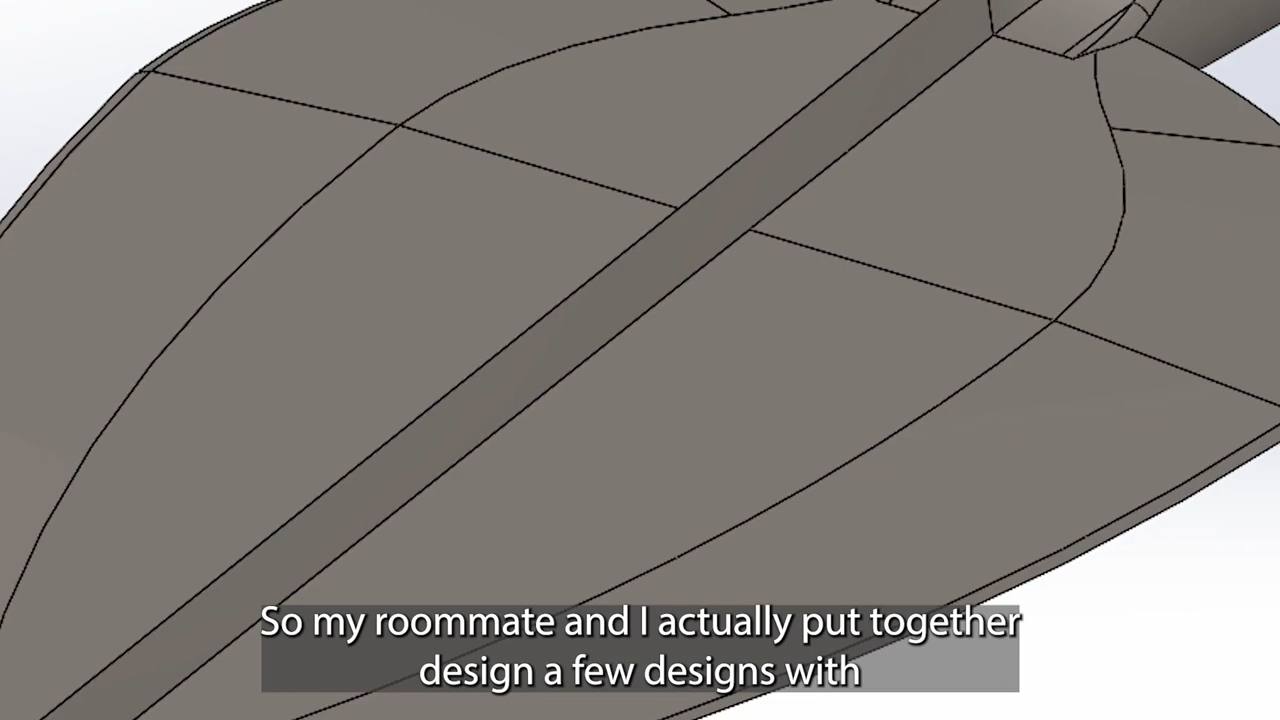 So my roommate and I actually put together
design a few designs with